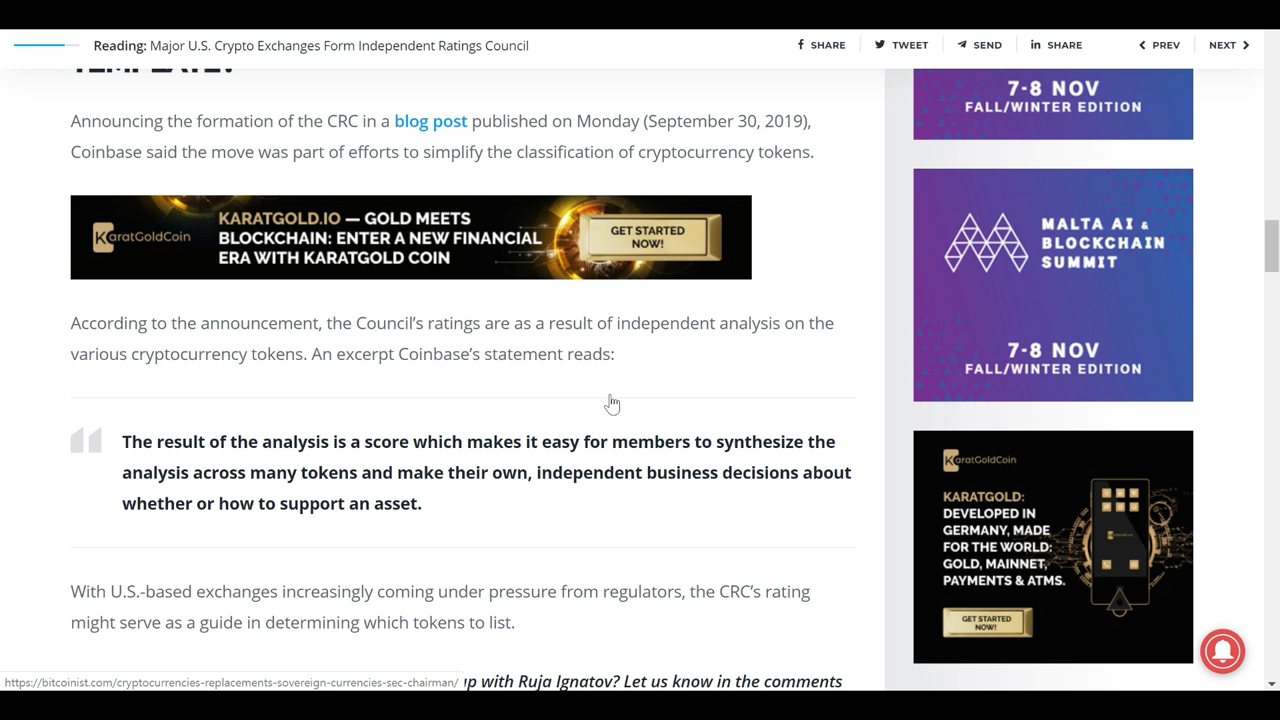 Reading: Major U.S. Crypto Exchanges Form Independent Ratings Council
SHARE
TWEET
SEND
SHARE
PREV
NEXT
TEMPLATE?
Announcing the formation of the CRC in a blog post published on Monday (September 30, 2019),
Coinbase said the move was part of efforts to simplify the classification of cryptocurrency tokens.
KaratGoldCoin
KARATGOLD.IO — GOLD MEETS
BLOCKCHAIN: ENTER A NEW FINANCIAL
ERA WITH KARATGOLD COIN
GET STARTED
NOW!
According to the announcement, the Council's ratings are as a result of independent analysis on the
various cryptocurrency tokens. An excerpt Coinbase's statement reads:
The result of the analysis is a score which makes it easy for members to synthesize the
analysis across many tokens and make their own, independent business decisions about
whether or how to support an asset.
With U.S.-based exchanges increasingly coming under pressure from regulators, the CRC's rating
might serve as a guide in determining which tokens to list.
up with Ruja Ignatov? Let us know in the comments
https://bitcoinist.com/cryptocurrencies-replacements-sovereign-currencies-sec-chairman/
7-8 NOV
FALL/WINTER EDITION
MALTA AI &
BLOCKCHAIN
SUMMIT
7-8 NOV
FALL/WINTER EDITION
KaratGoldCoin
KARATGOLD:
DEVELOPED IN
GERMANY, MADE
FOR THE WORLD:
GOLD, MAINNET,
PAYMENTS & ATMS.
GET STARTED
NOW!